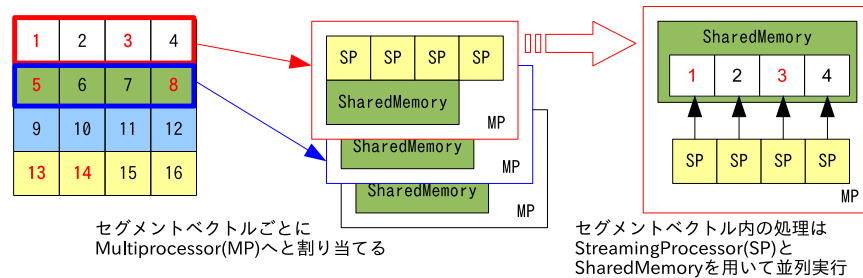 1 2 3 4
5 6 7 8
9 10 11 12
13 14 15 16
セグメントベクトルごとに
Multiprocessor(MP)へと割り当てる
SP SP SP SP
SharedMemory
MP
SharedMemory
MP
SharedMemory
MP
SharedMemory
1 2 3 4
SP SP SP SP
MP
セグメントベクトル内の処理は
StreamingProcessor(SP)と
SharedMemoryを用いて並列実行